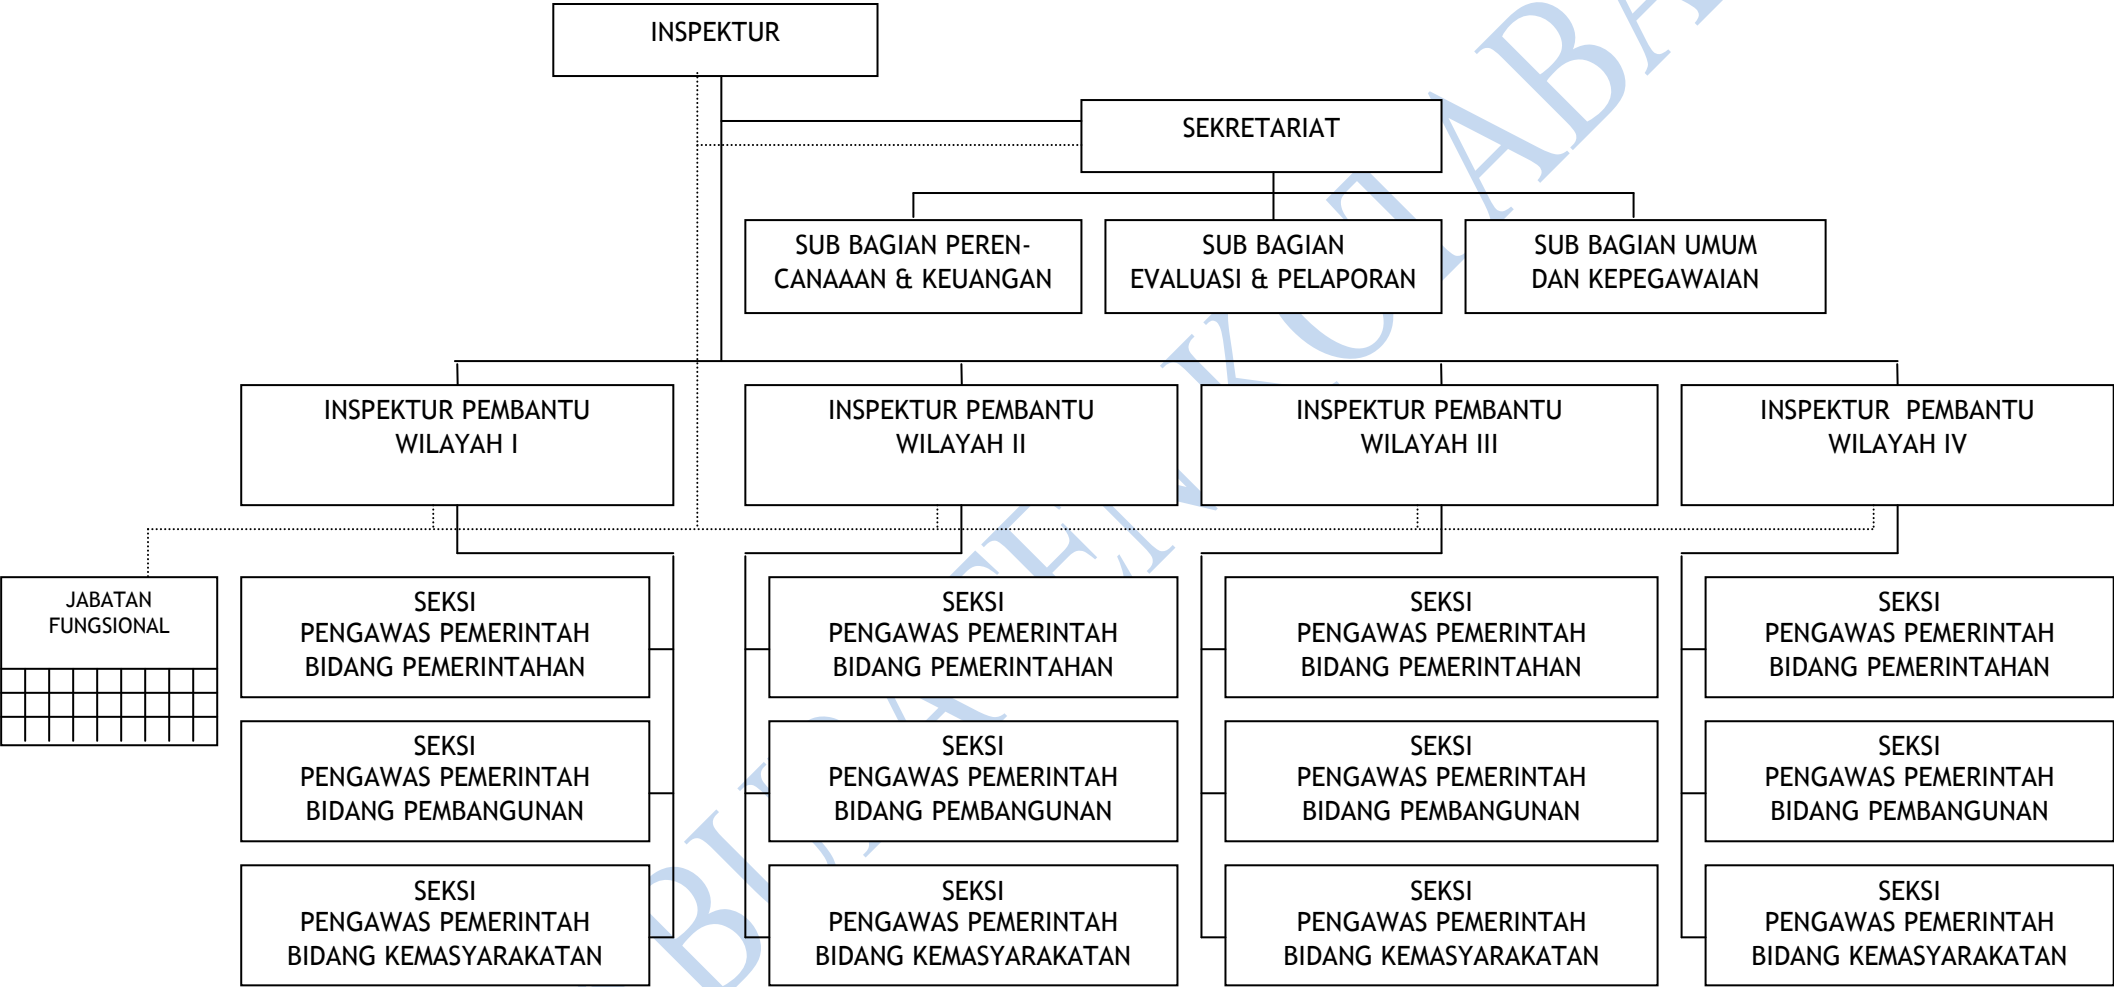 INSPEKTUR
SEKRETARIAT
SUB BAGIAN PEREN-
CANAAAN & KEUANGAN
SUB BAGIAN
EVALUASI & PELAPORAN
SUB BAGIAN UMUM
DAN KEPEGAWAIAN
INSPEKTUR PEMBANTU
WILAYAH I
INSPEKTUR PEMBANTU
WILAYAH II
INSPEKTUR PEMBANTU
WILAYAH III
INSPEKTUR PEMBANTU
WILAYAH IV
JABATAN
FUNGSIONAL
SEKSI
PENGAWAS PEMERINTAH
BIDANG PEMERINTAHAN
SEKSI
PENGAWAS PEMERINTAH
BIDANG PEMERINTAHAN
SEKSI
PENGAWAS PEMERINTAH
BIDANG PEMERINTAHAN
SEKSI
PENGAWAS PEMERINTAH
BIDANG PEMERINTAHAN
SEKSI
PENGAWAS PEMERINTAH
BIDANG PEMBANGUNAN
SEKSI
PENGAWAS PEMERINTAH
BIDANG PEMBANGUNAN
SEKSI
PENGAWAS PEMERINTAH
BIDANG PEMBANGUNAN
SEKSI
PENGAWAS PEMERINTAH
BIDANG PEMBANGUNAN
SEKSI
PENGAWAS PEMERINTAH
BIDANG KEMASYARAKATAN
SEKSI
PENGAWAS PEMERINTAH
BIDANG KEMASYARAKATAN
SEKSI
PENGAWAS PEMERINTAH
BIDANG KEMASYARAKATAN
SEKSI
PENGAWAS PEMERINTAH
BIDANG KEMASYARAKATAN